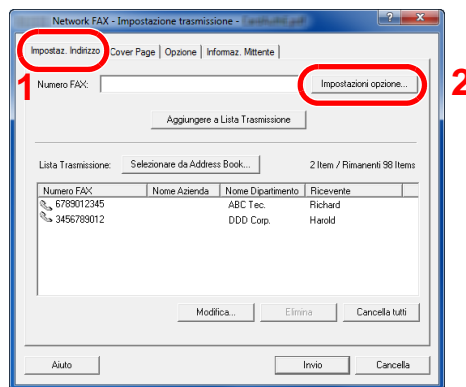 Network FAX - Impostazione trasmissione -
Impostaz. Indirizzo Cover Page Opzione Informaz. Mittente
1 Numero FAX: Impostazioni opzione... 2
Aggiungere a Lista Trasmissione
Lista Trasmissione: Selezionare da Address Book... 2 Item / Rimanenti 98 Items
Numero FAX Nome Azienda Nome Dipartimento Ricevente
6789012345 ABC Tec. Richard
3456789012 DDD Corp. Harold
Modifica... Elimina Cancella tutti
Aiuto Invio Cancella